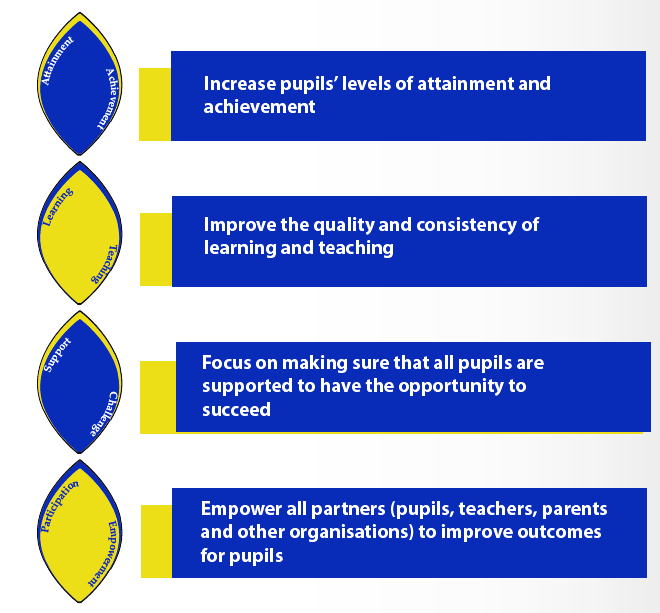 Attainment
Achievement
Increase pupils’ levels of attainment and
achievement
Learning
Teaching
Improve the quality and consistency of
learning and teaching
Support
Challenge
Focus on making sure that all pupils are
supported to have the opportunity to
succeed
Participation
Empowerment
Empower all partners (pupils, teachers, parents
and other organisations) to improve outcomes
for pupils